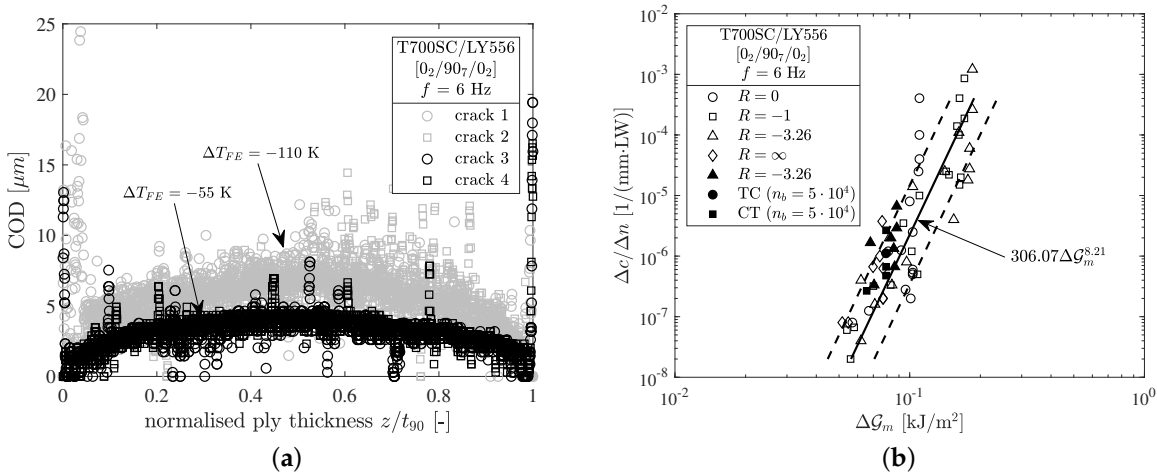 25
20
15
10
5
0
COD [μm]
0
0.2
0.4
0.6
0.8
1
normalised ply thickness z/t₉₀ [-]
T700SC/LY556
[0₂/90₇/0₂]
f = 6 Hz
crack 1
crack 2
crack 3
crack 4
ΔT_FE = −110 K
ΔT_FE = −55 K
(a)
10⁻²
10⁻³
10⁻⁴
10⁻⁵
10⁻⁶
10⁻⁷
10⁻⁸
Δc/Δn [1/(mm·LW)]
10⁻²
10⁻¹
10⁰
ΔG_m [kJ/m²]
T700SC/LY556
[0₂/90₇/0₂]
f = 6 Hz
R = 0
R = −1
R = −3.26
R = ∞
R = −3.26
TC (n_b = 5 · 10⁴)
CT (n_b = 5 · 10⁴)
306.07ΔG_m^8.21
(b)